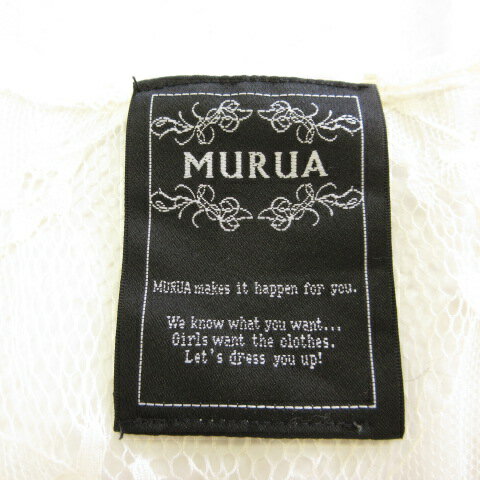 MURUA
MURUA makes it happen for you.
We know what you want...
Girls want the clothes.
Let's dress you up!